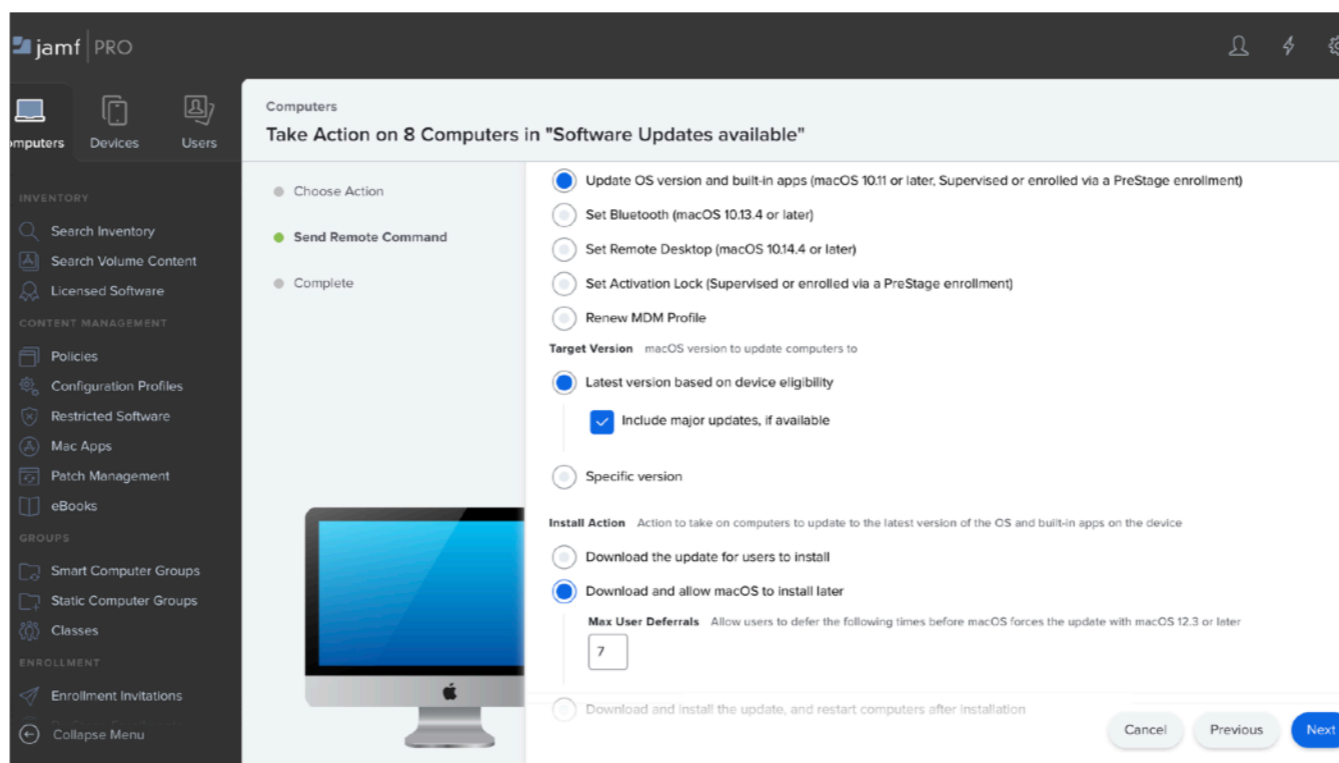 jamf PRO
omputers Devices Users
INVENTORY
Search Inventory
Search Volume Content
Licensed Software
CONTENT MANAGEMENT
Policies
Configuration Profiles
Restricted Software
Mac Apps
Patch Management
eBooks
GROUPS
Smart Computer Groups
Static Computer Groups
Classes
ENROLLMENT
Enrollment Invitations
Collapse Menu
Computers
Take Action on 8 Computers in "Software Updates available"
Choose Action
Send Remote Command
Complete
Update OS version and built-in apps (macOS 10.11 or later, Supervised or enrolled via a PreStage enrollment)
Set Bluetooth (macOS 10.13.4 or later)
Set Remote Desktop (macOS 10.14.4 or later)
Set Activation Lock (Supervised or enrolled via a PreStage enrollment)
Renew MDM Profile
Target Version macOS version to update computers to
Latest version based on device eligibility
Include major updates, if available
Specific version
Install Action Action to take on computers to update to the latest version of the OS and built-in apps on the device
Download the update for users to install
Download and allow macOS to install later
Max User Deferrals Allow users to defer the following times before macOS forces the update with macOS 12.3 or later
7
Download and install the update, and restart computers after installation
Cancel Previous Next